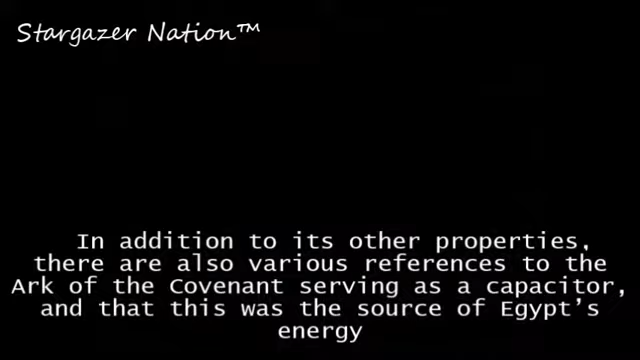 Stargazer Nation™
In addition to its other properties,
there are also various references to the
Ark of the Covenant serving as a capacitor,
and that this was the source of Egypt's
energy